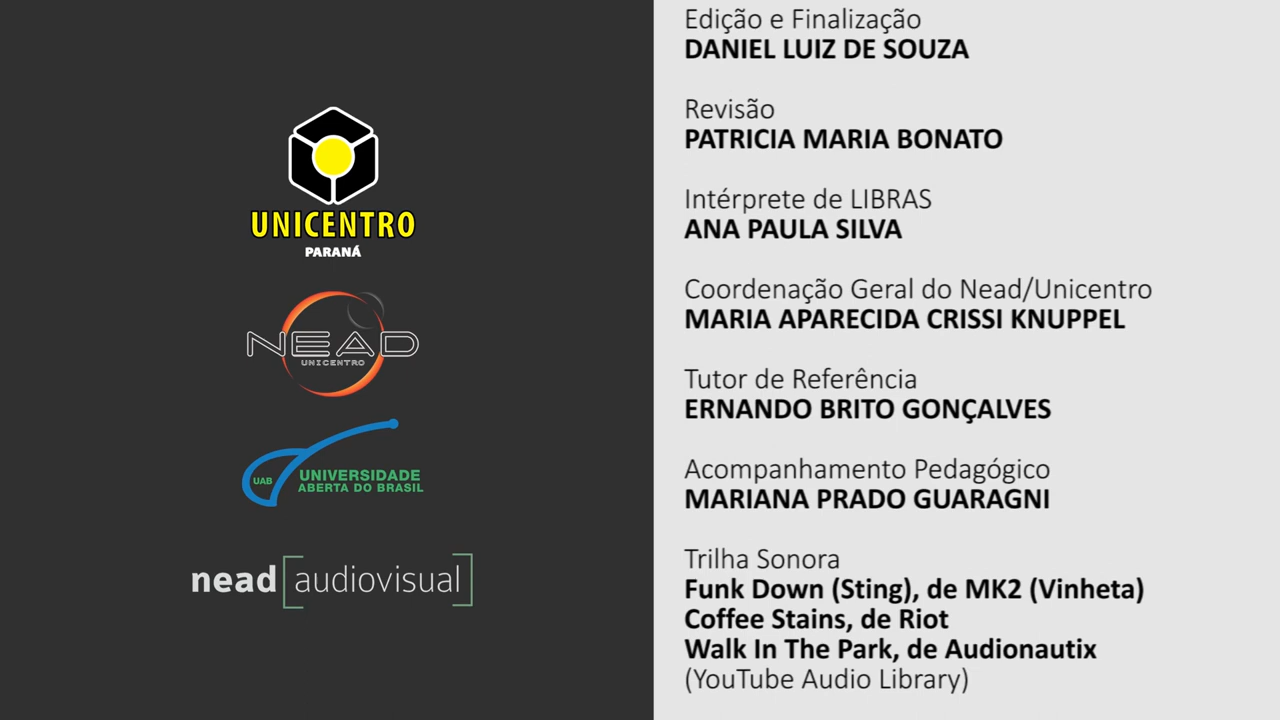 UNICENTRO
PARANÁ
NEAD
UNICENTRO
UAB
UNIVERSIDADE
ABERTA DO BRASIL
nead [audiovisual]
Edição e Finalização
DANIEL LUIZ DE SOUZA
Revisão
PATRICIA MARIA BONATO
Intérprete de LIBRAS
ANA PAULA SILVA
Coordenação Geral do Nead/Unicentro
MARIA APARECIDA CRISSI KNUPPEL
Tutor de Referência
ERNANDO BRITO GONÇALVES
Acompanhamento Pedagógico
MARIANA PRADO GUARAGNI
Trilha Sonora
Funk Down (Sting), de MK2 (Vinheta)
Coffee Stains, de Riot
Walk In The Park, de Audionautix
(YouTube Audio Library)